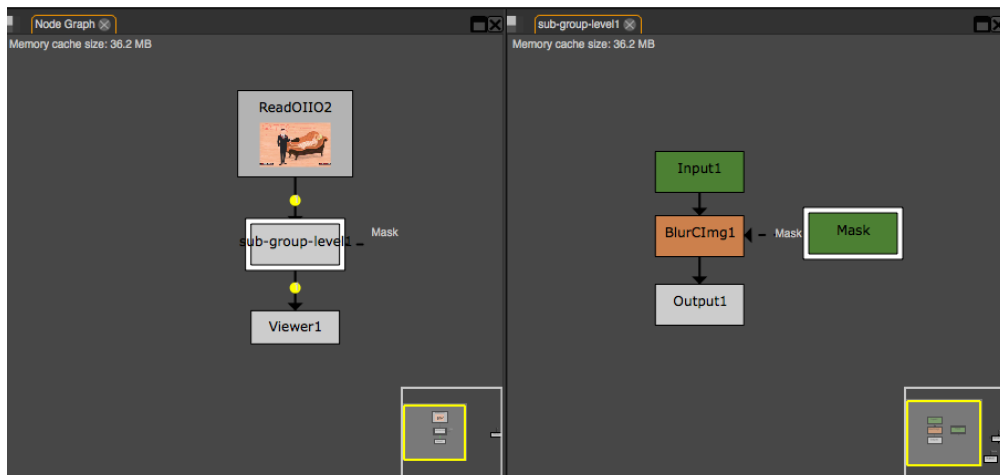 Node Graph
Memory cache size: 36.2 MB
ReadOIIO2
sub-group-level1
Mask
Viewer1
sub-group-level1
Memory cache size: 36.2 MB
Input1
BlurCImg1
Mask
Mask
Output1